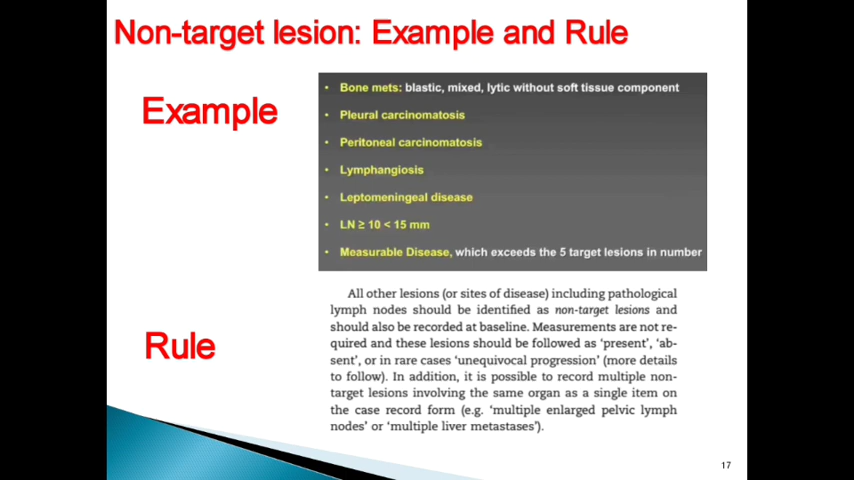 Non-target lesion: Example and Rule
Example
• Bone mets: blastic, mixed, lytic without soft tissue component
• Pleural carcinomatosis
• Peritoneal carcinomatosis
• Lymphangiosis
• Leptomeningeal disease
• LN ≥ 10 < 15 mm
• Measurable Disease, which exceeds the 5 target lesions in number
Rule
All other lesions (or sites of disease) including pathological
lymph nodes should be identified as non-target lesions and
should also be recorded at baseline. Measurements are not re-
quired and these lesions should be followed as ‘present’, ‘ab-
sent’, or in rare cases ‘unequivocal progression’ (more details
to follow). In addition, it is possible to record multiple non-
target lesions involving the same organ as a single item on
the case record form (e.g. ‘multiple enlarged pelvic lymph
nodes’ or ‘multiple liver metastases’).
17